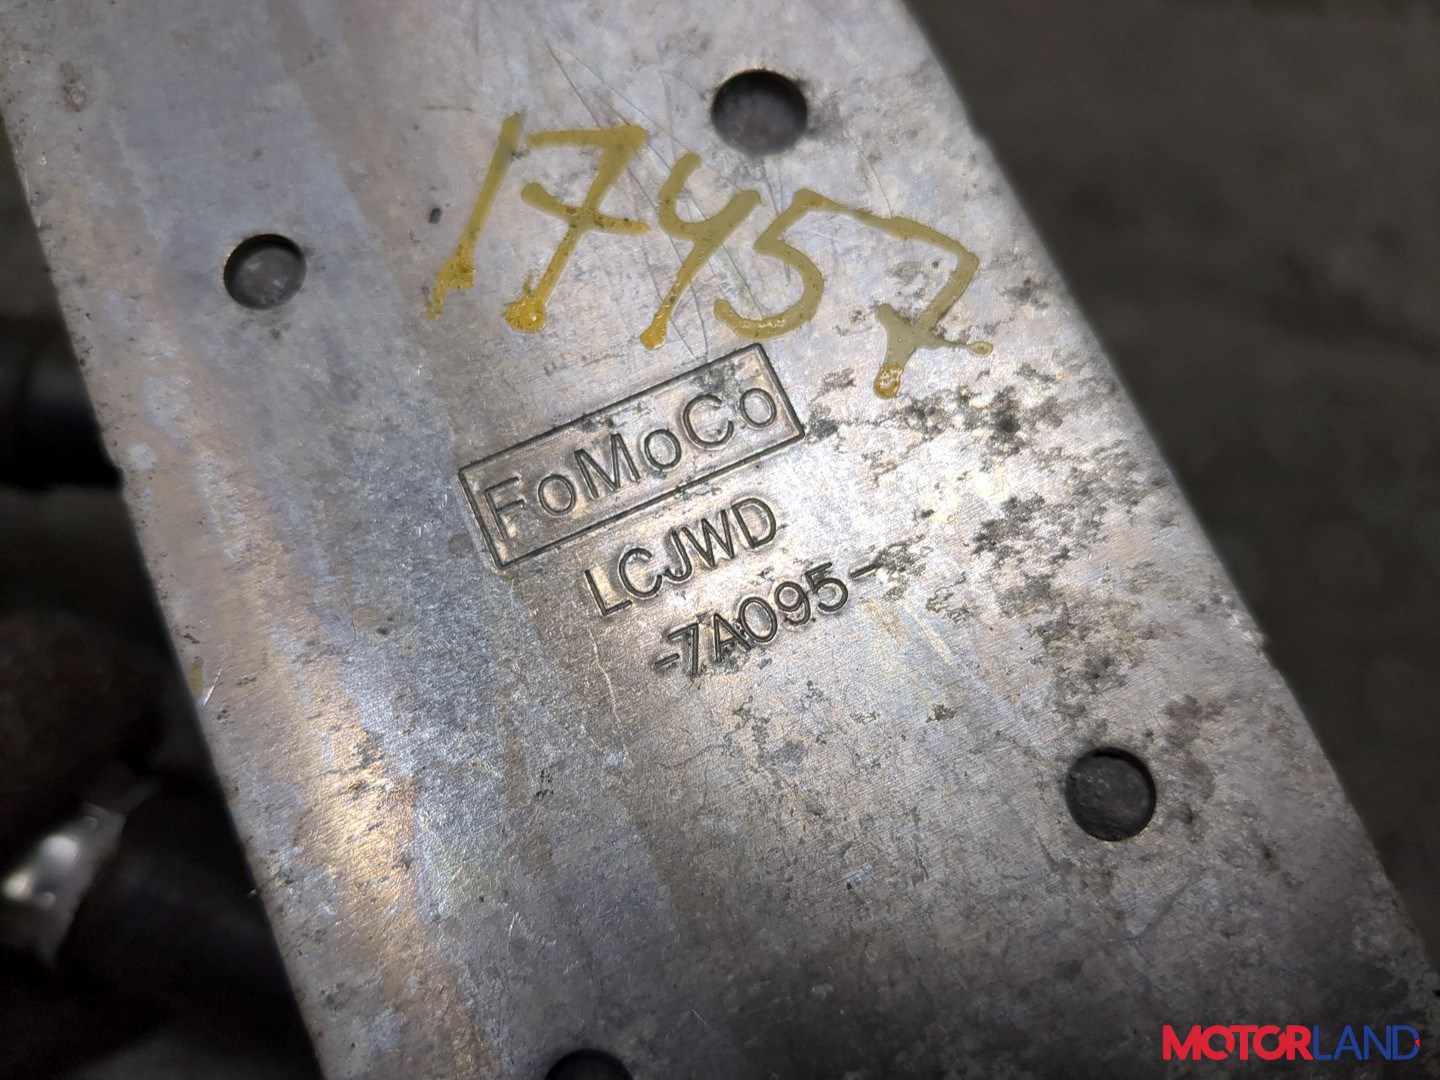 17457
FoMoCo
LCJWD
-7A095-
MOTORLAND